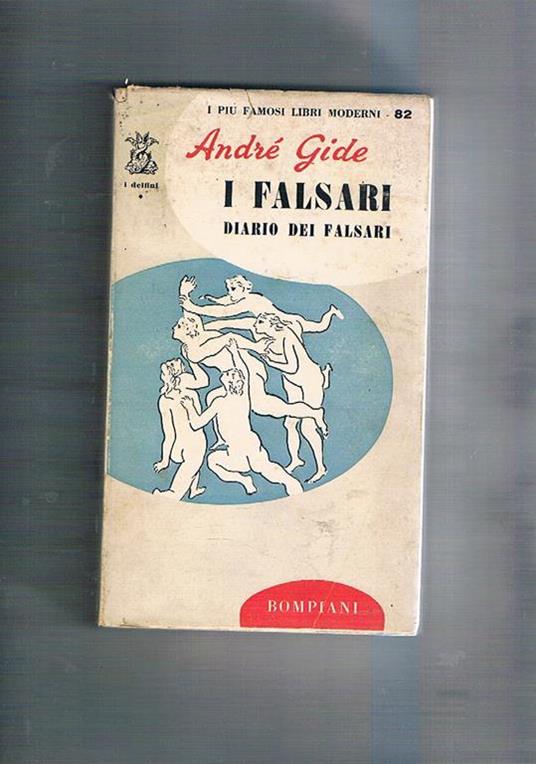 I PIÙ FAMOSI LIBRI MODERNI - 82
André Gide
i delfini
I FALSARI
DIARIO DEI FALSARI
BOMPIANI